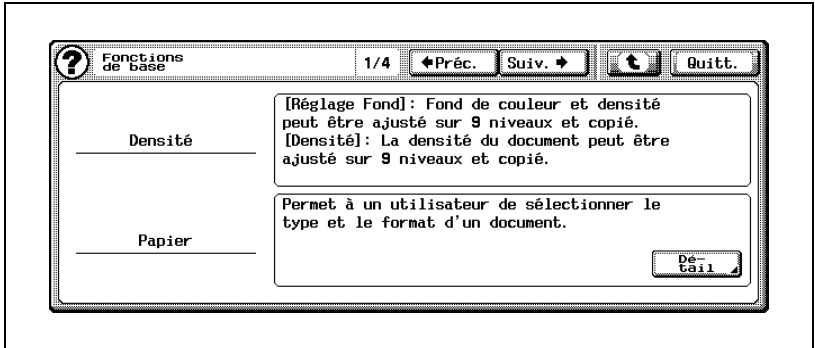 ?
Fonctions
de base
1/4
Préc.
Suiv.
Quitt.
Densité
[Réglage Fond]: Fond de couleur et densité
peut être ajusté sur 9 niveaux et copié.
[Densité]: La densité du document peut être
ajusté sur 9 niveaux et copié.
Papier
Permet à un utilisateur de sélectionner le
type et le format d'un document.
Dé-
tail